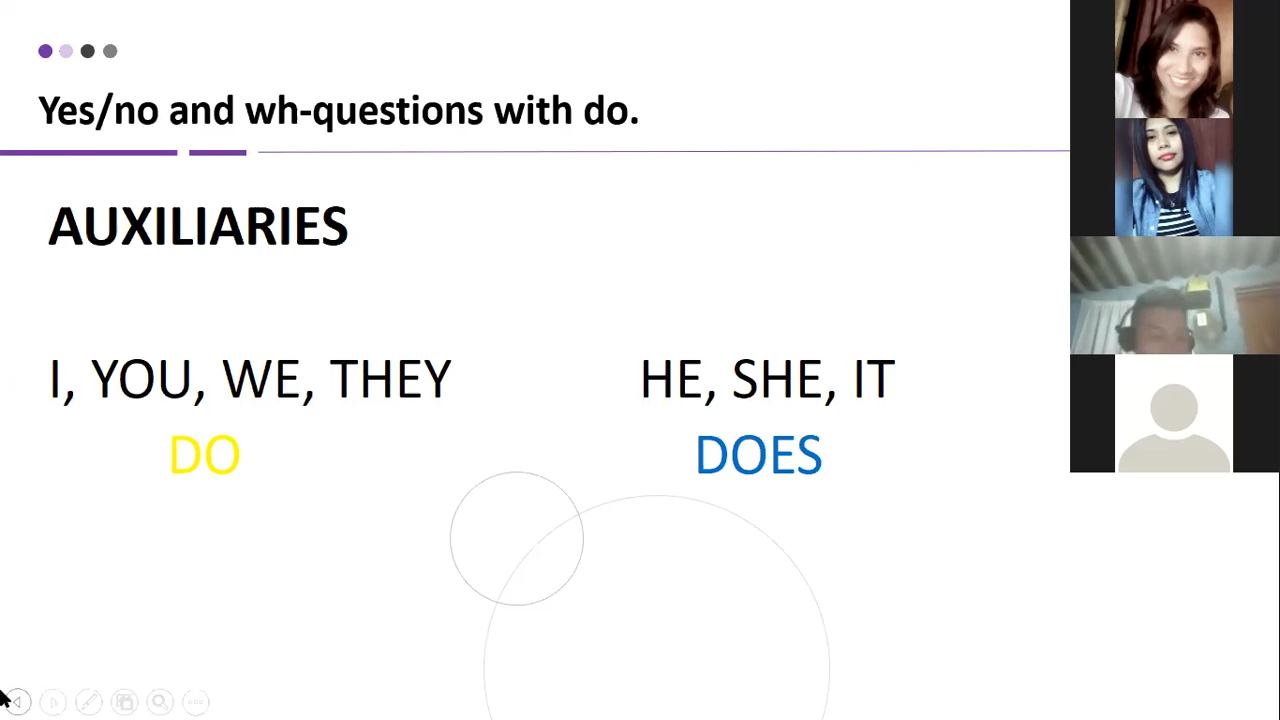 Yes/no and wh-questions with do.
AUXILIARIES
I, YOU, WE, THEY
HE, SHE, IT
DO
DOES